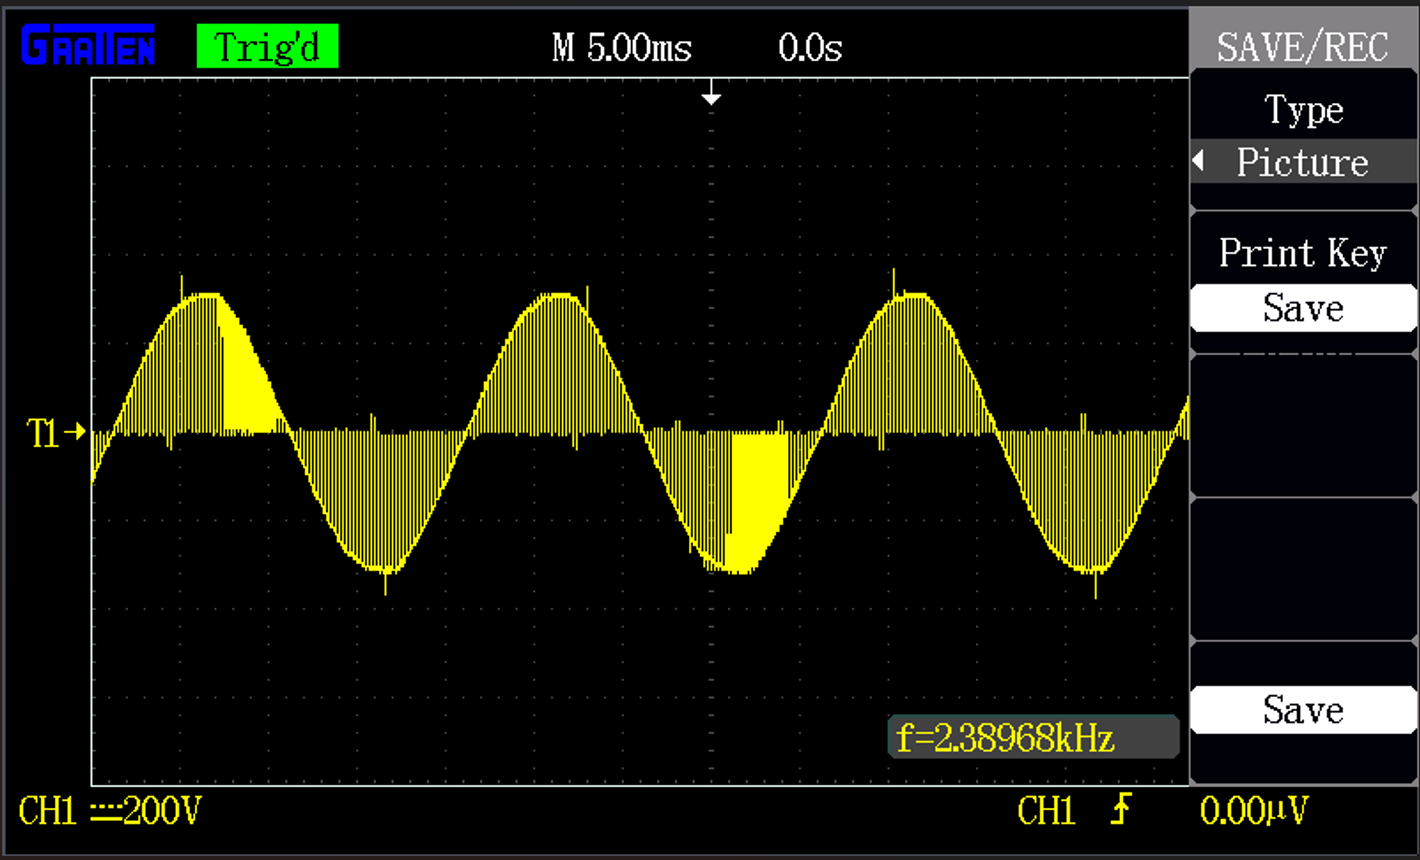 GRATTEN Trig'd M 5.00ms 0.0s SAVE/REC
Type
Picture
Print Key
Save
T1
Save
f=2.38968kHz
CH1 200V CH1 0.00μV